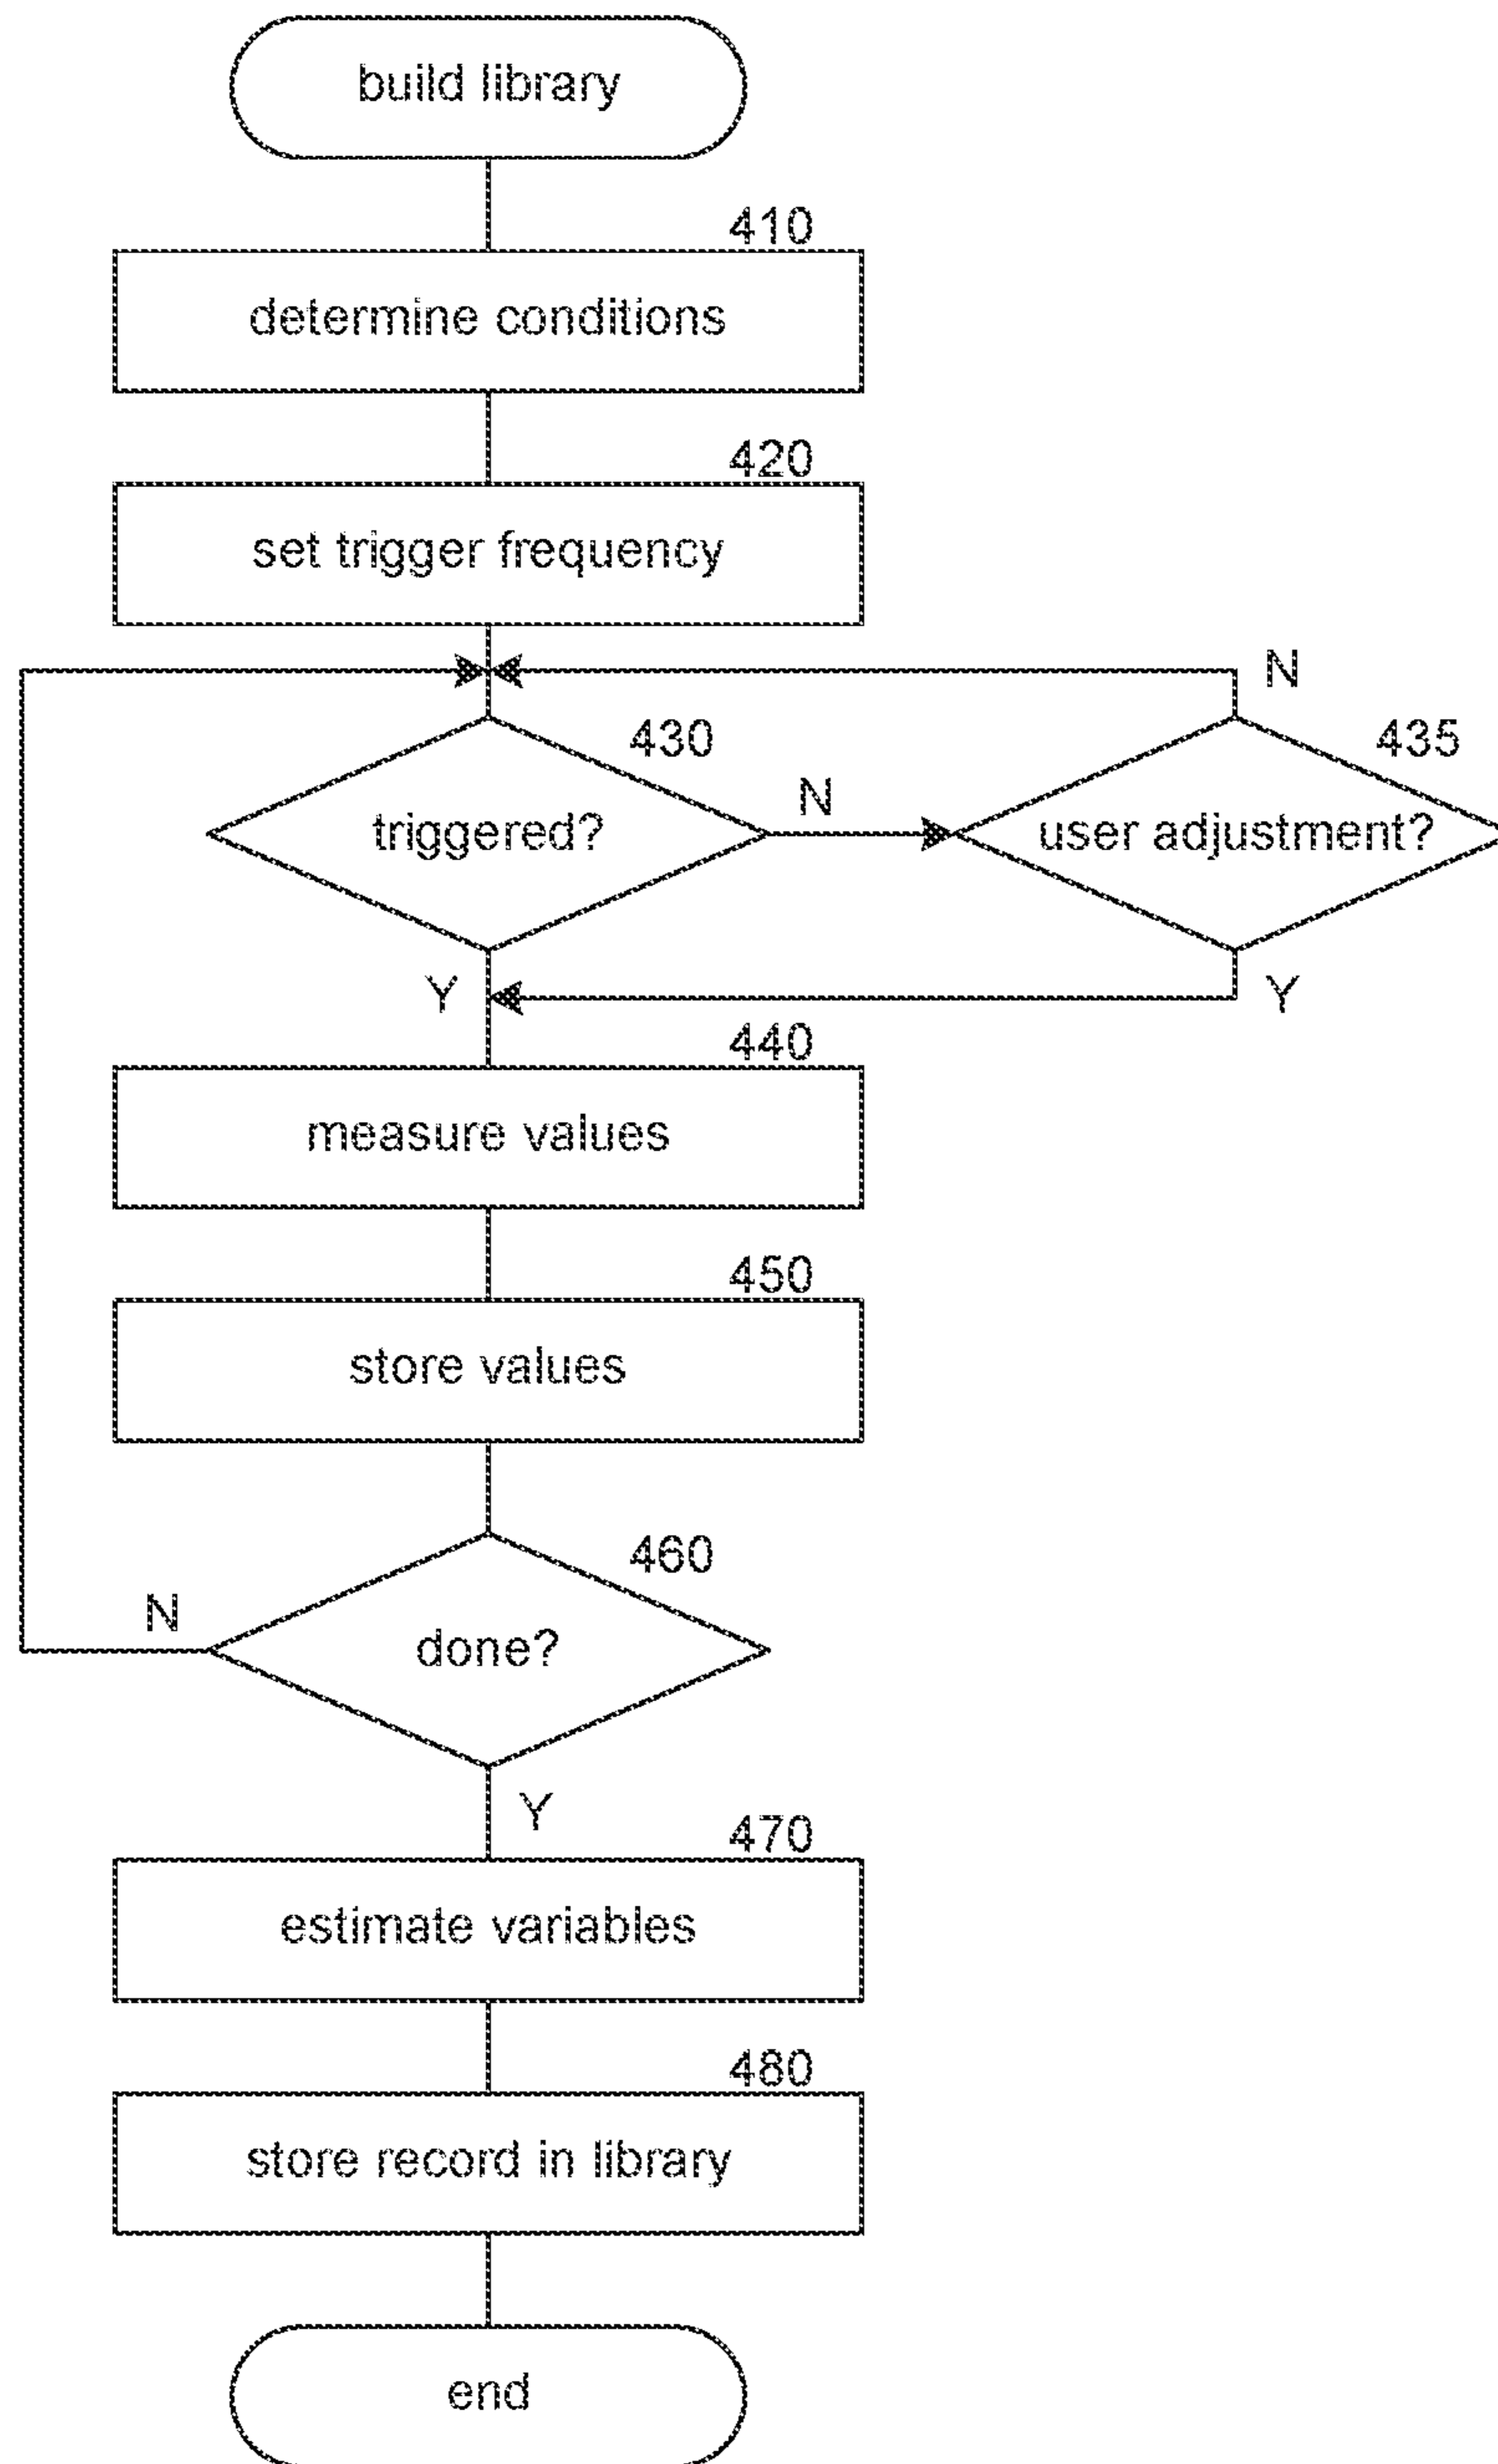 build library
410
determine conditions
420
set trigger frequency
N
430
435
triggered?
N
user adjustment?
Y
Y
440
measure values
450
store values
460
N
done?
Y
470
estimate variables
480
store record in library
end